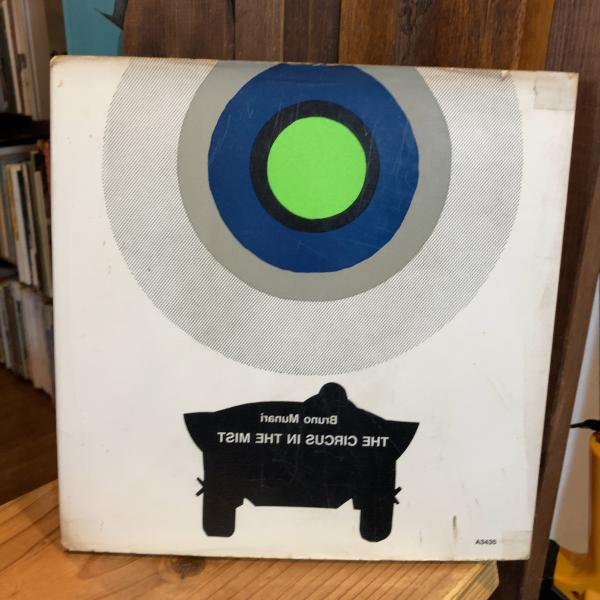 Bruno Munari
THE CIRCUS IN THE MIST
A3435